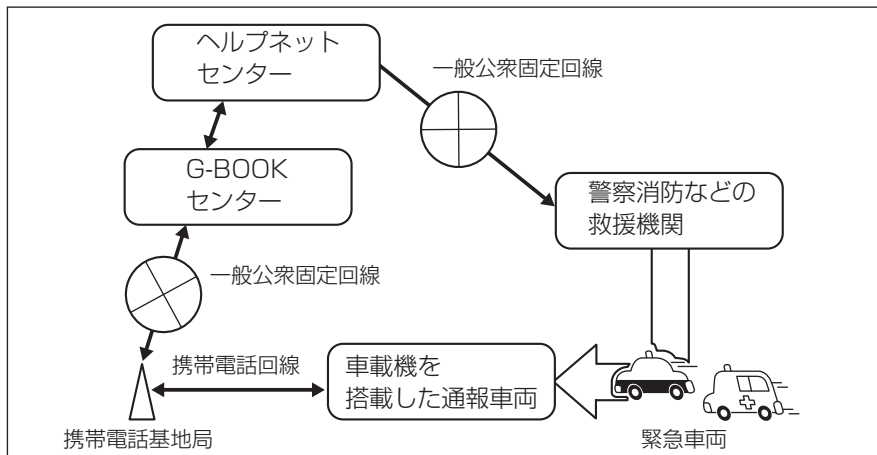 ヘルプネット
センター
一般公衆固定回線
G-BOOK
センター
警察消防などの
救援機関
一般公衆固定回線
携帯電話回線
車載機を
搭載した通報車両
携帯電話基地局
緊急車両